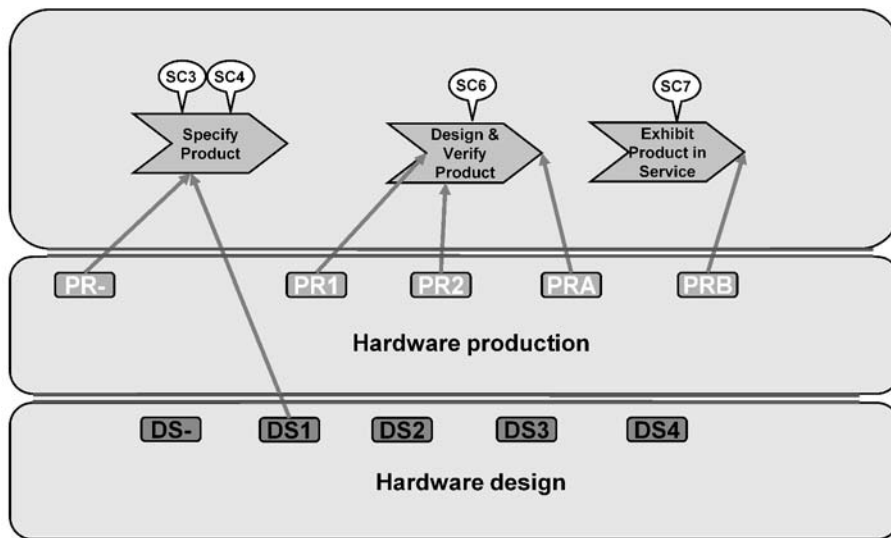 SC3 SC4 SC6 SC7
Specify
Product
Design &
Verify
Product
Exhibit
Product in
Service
PR- PR1 PR2 PRA PRB
Hardware production
DS- DS1 DS2 DS3 DS4
Hardware design